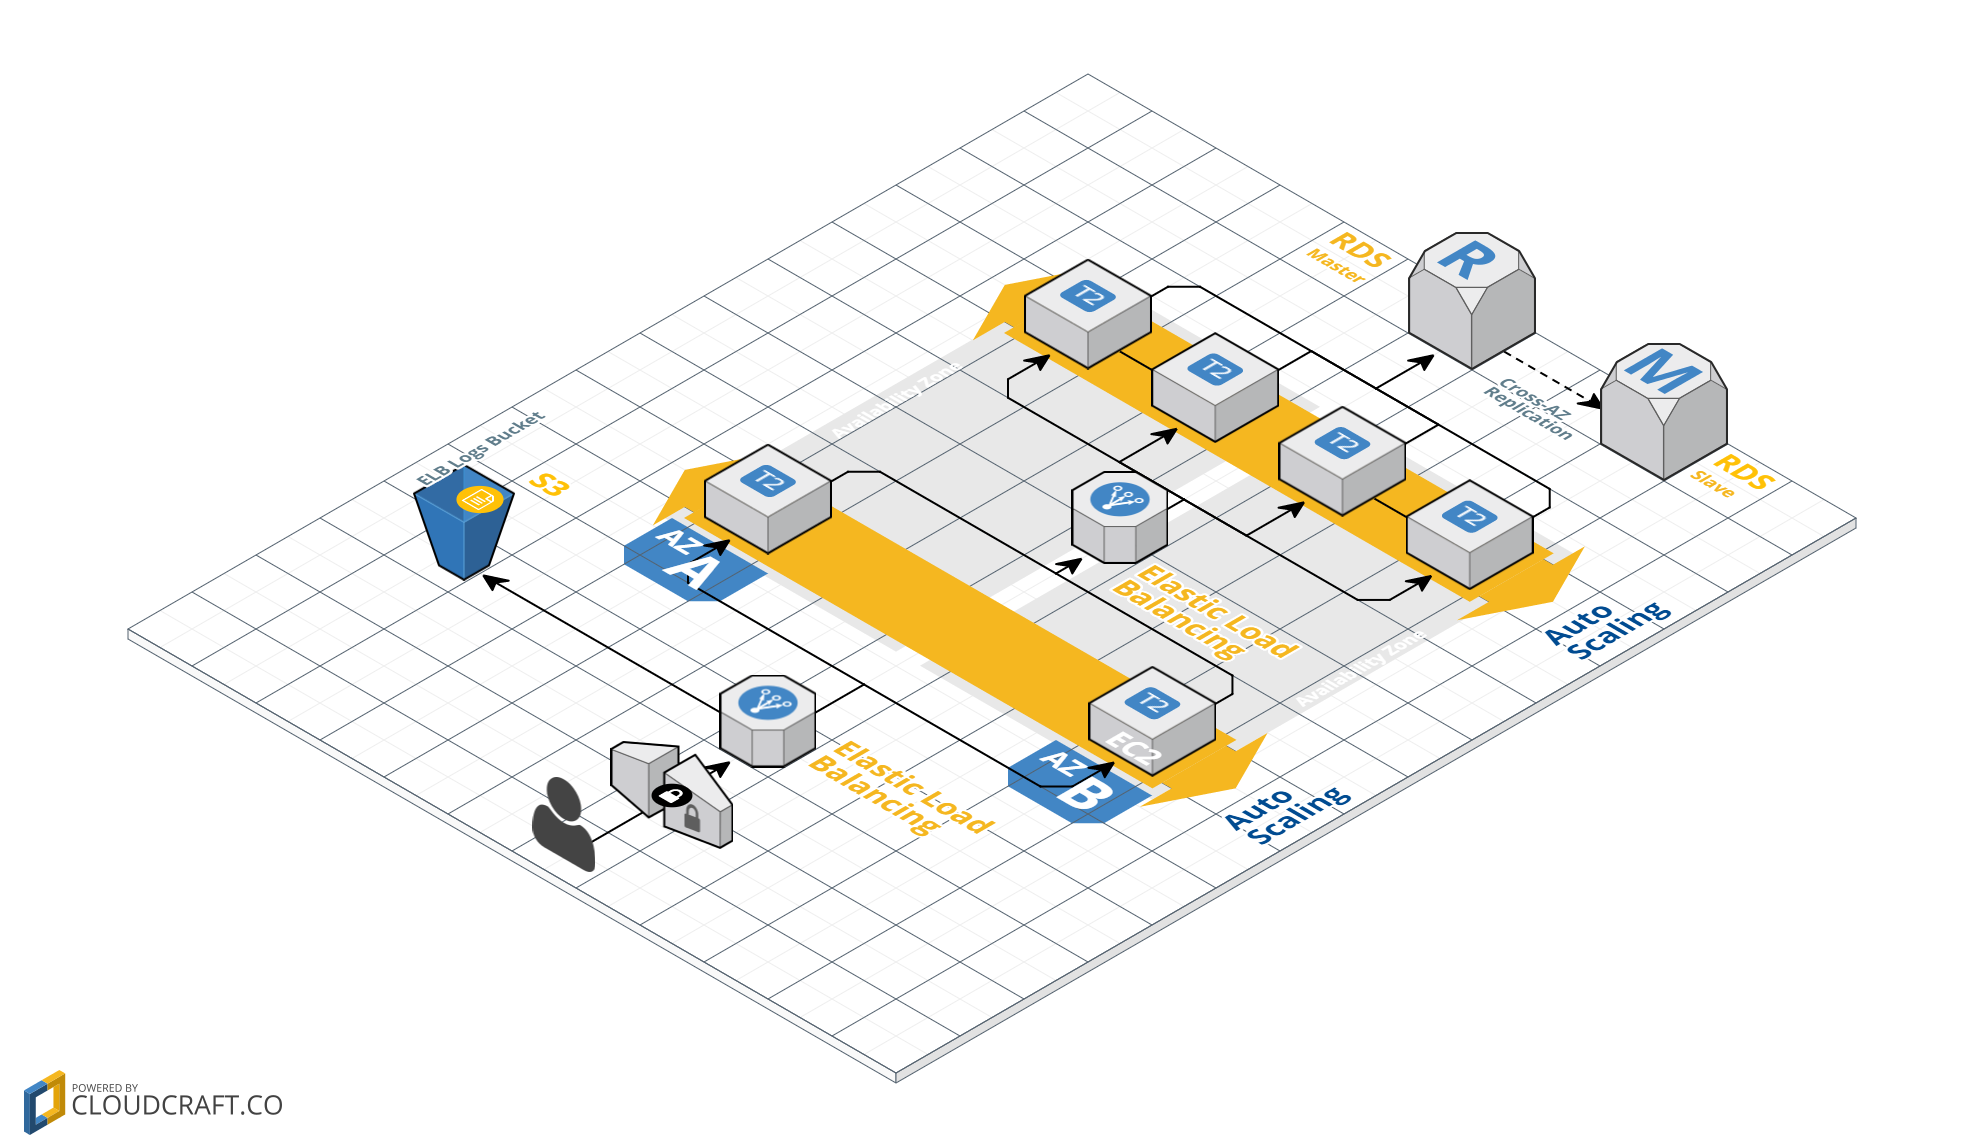 RDS
Master
R
T2
T2
M
T2
Cross-AZ
Replication
RDS
Slave
T2
Availability Zone
ELB Logs Bucket
S3
T2
AZ
A
Elastic Load
Balancing
Auto
Scaling
Availability Zone
T2
EC2
AZ
B
Elastic Load
Balancing
Auto
Scaling
POWERED BY
CLOUDCRAFT.CO